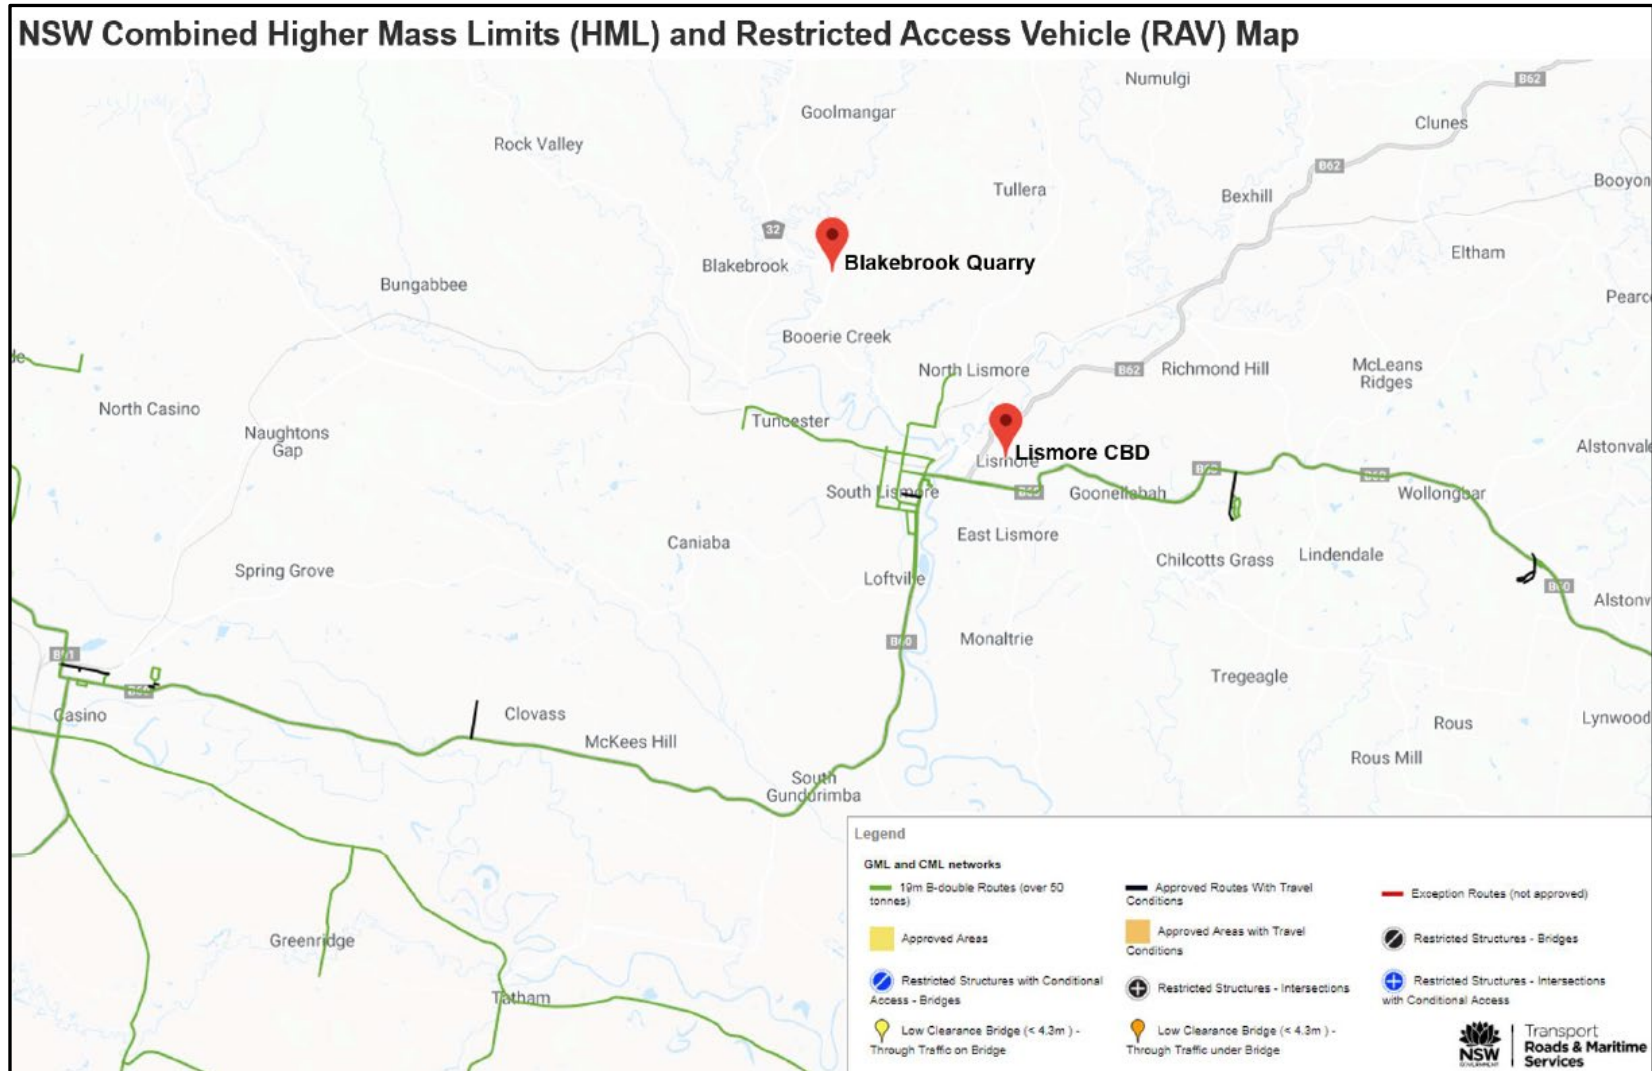 NSW Combined Higher Mass Limits (HML) and Restricted Access Vehicle (RAV) Map
Numulgi
B62
Goolmangar
Clunes
Rock Valley
B62
Booyon
Tullera
Bexhill
32
Blakebrook
Blakebrook Quarry
Eltham
Bungabbee
Pearc
Booerie Creek
North Lismore
B62
Richmond Hill
McLeans
Ridges
North Casino
Tuncester
Naughtons
Gap
Alstonvale
Lismore
Lismore CBD
B60
B60
South Lismore
Goonellabah
Wollongbar
East Lismore
Caniaba
Chilcotts Grass
Lindendale
Spring Grove
Loftville
B60
Alstonv
Monaltrie
B60
B91
Tregeagle
B60
Casino
Clovass
Rous
Lynwood
McKees Hill
Rous Mill
South
Gundurimba
Legend
GML and CML networks
19m B-double Routes (over 50
tonnes)
Approved Routes With Travel
Conditions
Exception Routes (not approved)
Approved Areas
Approved Areas with Travel
Conditions
Restricted Structures - Bridges
Restricted Structures with Conditional
Access - Bridges
Restricted Structures - Intersections
Restricted Structures - Intersections
with Conditional Access
Low Clearance Bridge (< 4.3m ) -
Through Traffic on Bridge
Low Clearance Bridge (< 4.3m ) -
Through Traffic under Bridge
Greenridge
Tatham
NSW
GOVERNMENT
Transport
Roads & Maritime
Services